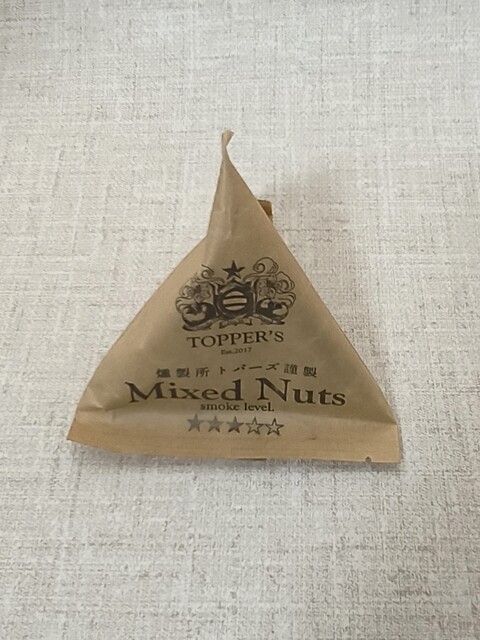 TOPPER'S
Est.2017
燻製所トパーズ謹製
Mixed Nuts
smoke level.
★★★☆☆